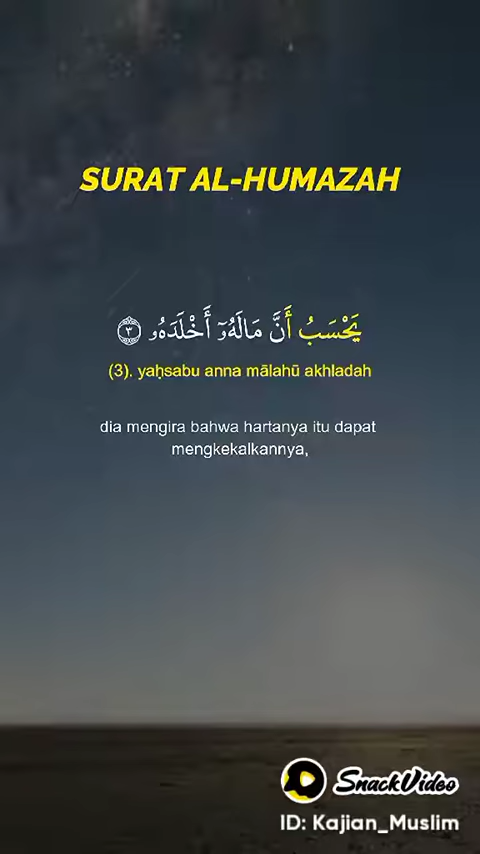 SURAT AL-HUMAZAH
يَحْسَبُ أَنَّ مَالَهُۥٓ أَخْلَدَهُۥ ٣
(3). yaḥsabu anna mālahū akhladah
dia mengira bahwa hartanya itu dapat
mengkekalkannya,
SnackVideo
ID: Kajian_Muslim